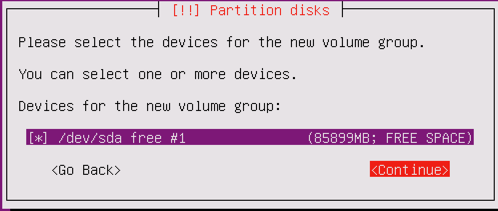 [!!] Partition disks
Please select the devices for the new volume group.
You can select one or more devices.
Devices for the new volume group:
[*] /dev/sda free #1 (85899MB; FREE SPACE)
<Go Back> <Continue>